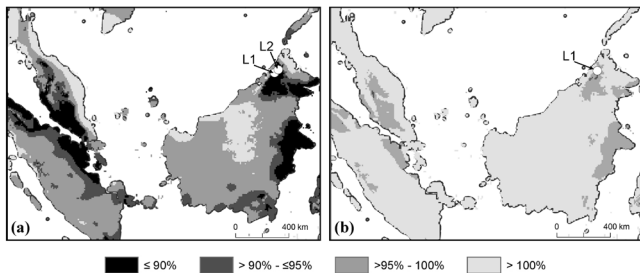 L2
L1
L1
(a)
0 400 km
(b)
0 400 km
≤ 90%
> 90% - ≤95%
>95% - 100%
> 100%